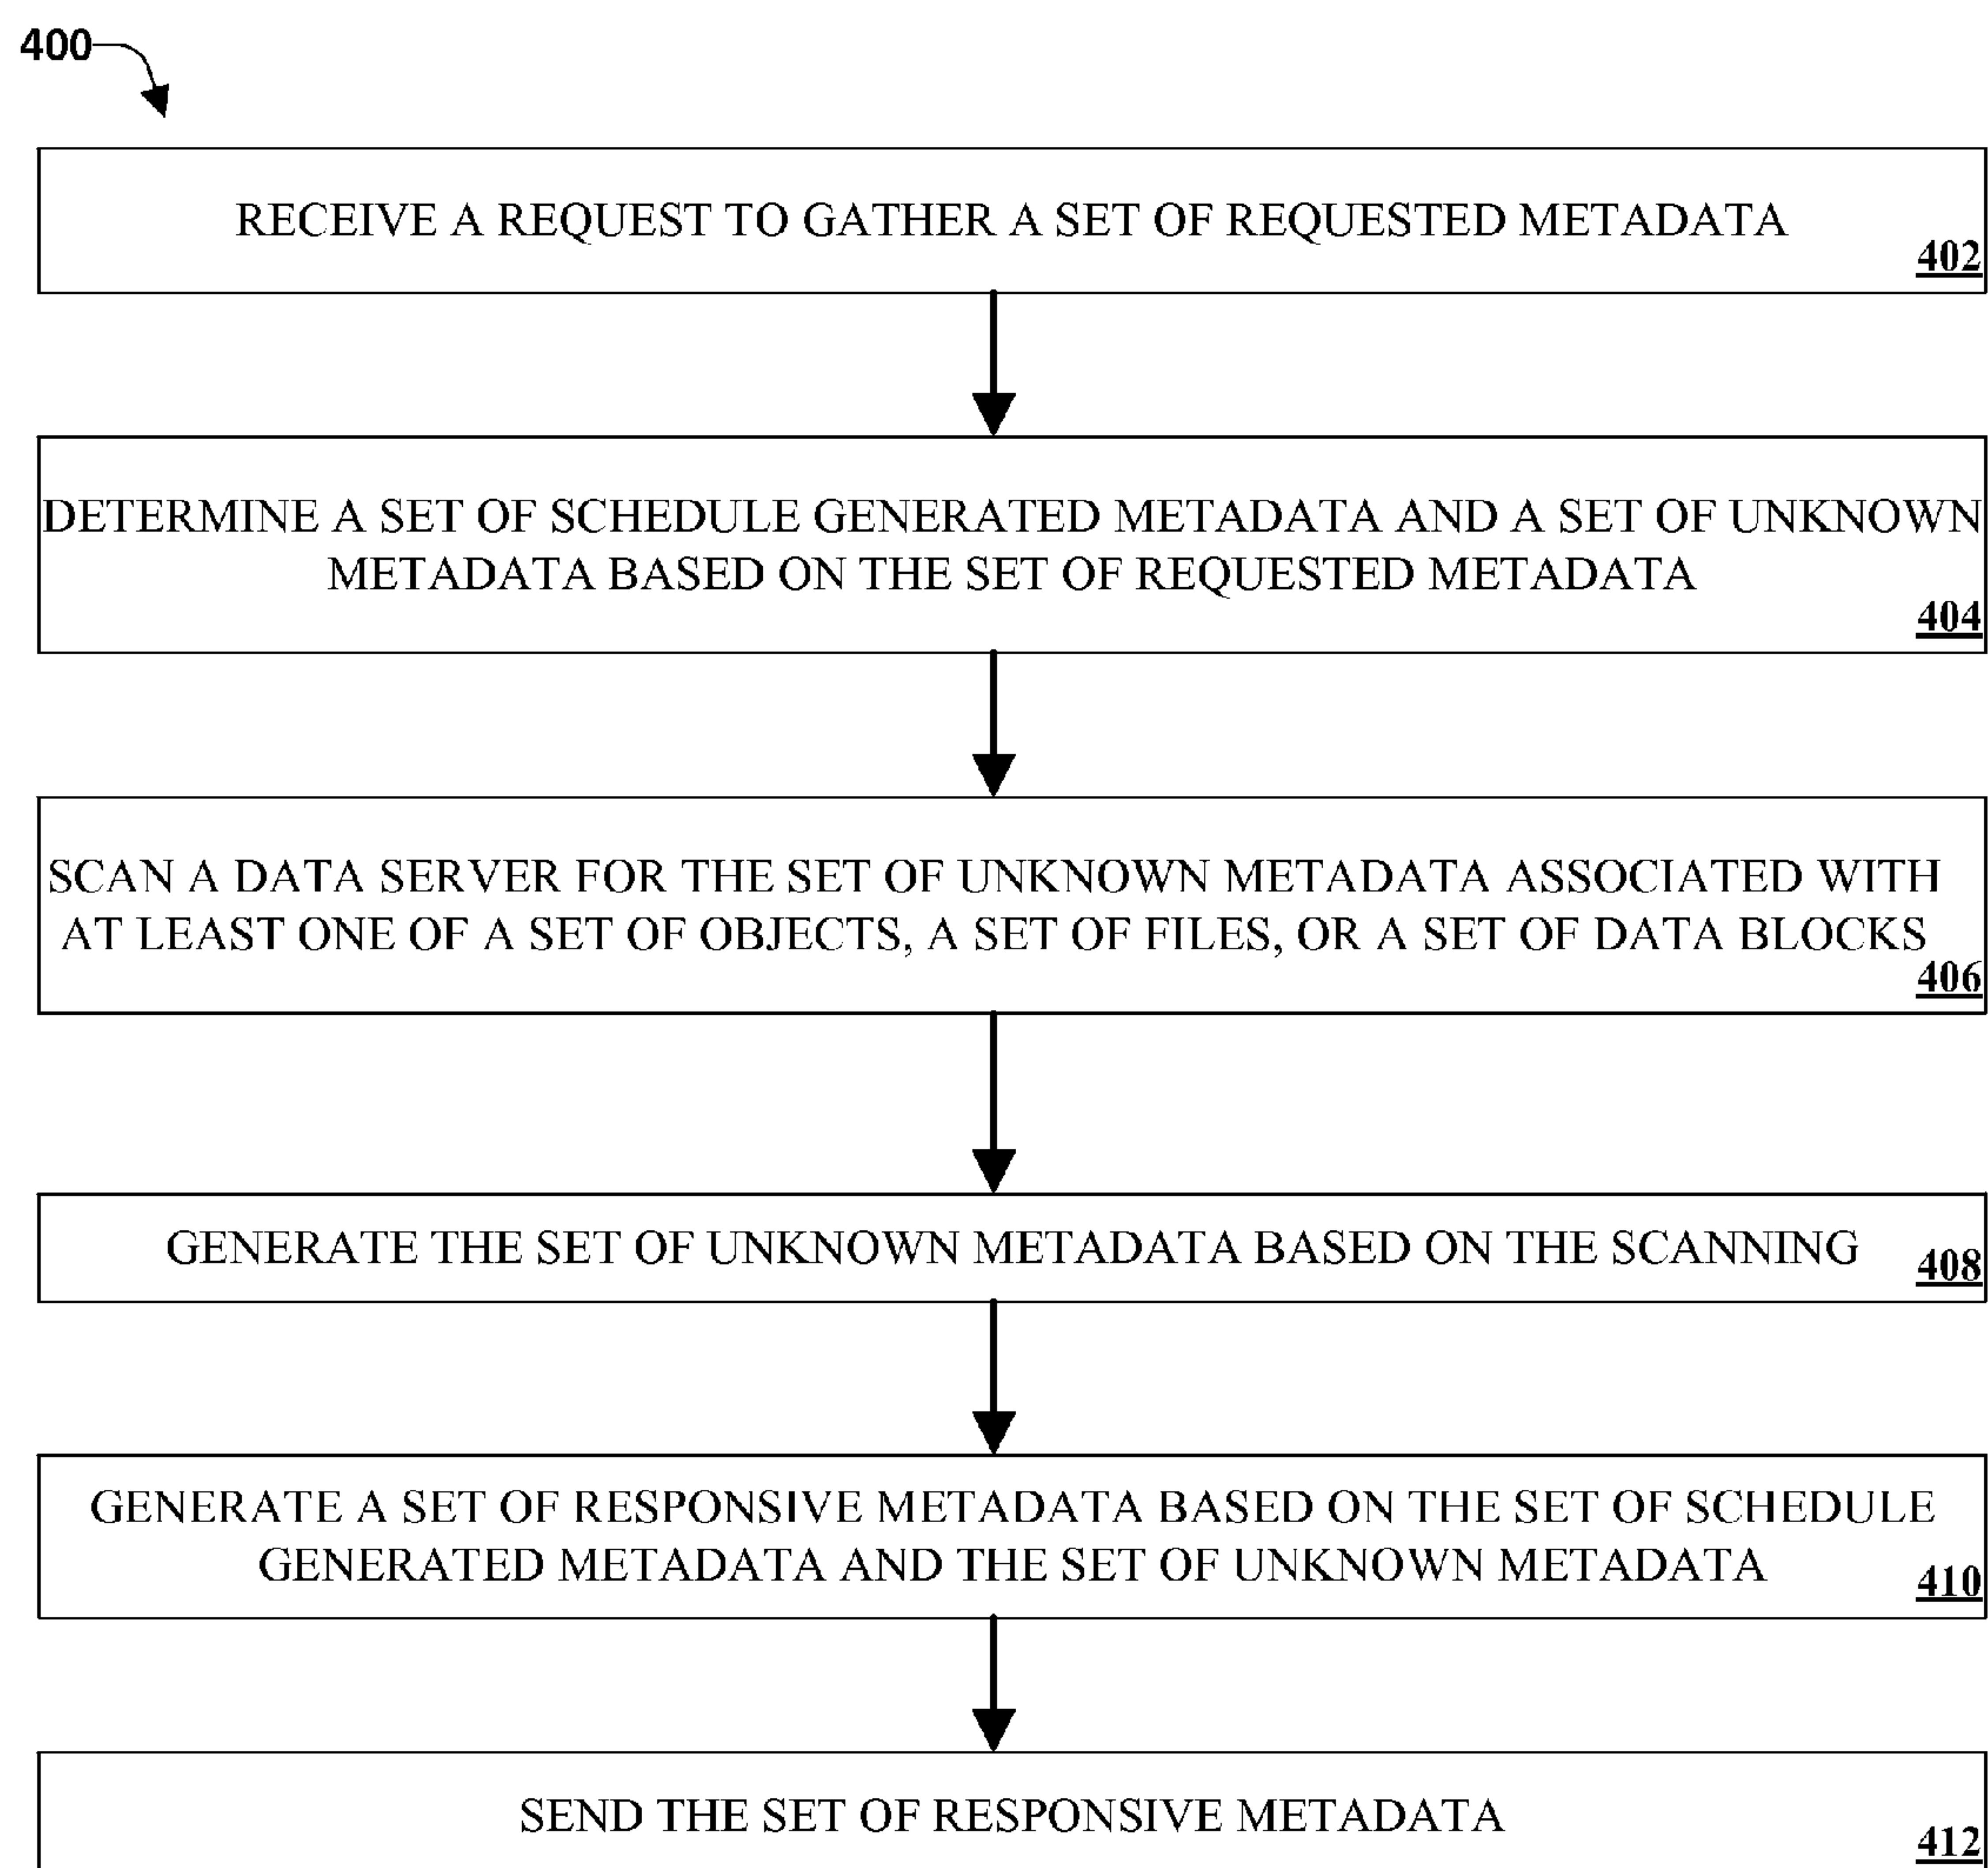 400
RECEIVE A REQUEST TO GATHER A SET OF REQUESTED METADATA
402
DETERMINE A SET OF SCHEDULE GENERATED METADATA AND A SET OF UNKNOWN
METADATA BASED ON THE SET OF REQUESTED METADATA
404
SCAN A DATA SERVER FOR THE SET OF UNKNOWN METADATA ASSOCIATED WITH
AT LEAST ONE OF A SET OF OBJECTS, A SET OF FILES, OR A SET OF DATA BLOCKS
406
GENERATE THE SET OF UNKNOWN METADATA BASED ON THE SCANNING
408
GENERATE A SET OF RESPONSIVE METADATA BASED ON THE SET OF SCHEDULE
GENERATED METADATA AND THE SET OF UNKNOWN METADATA
410
SEND THE SET OF RESPONSIVE METADATA
412